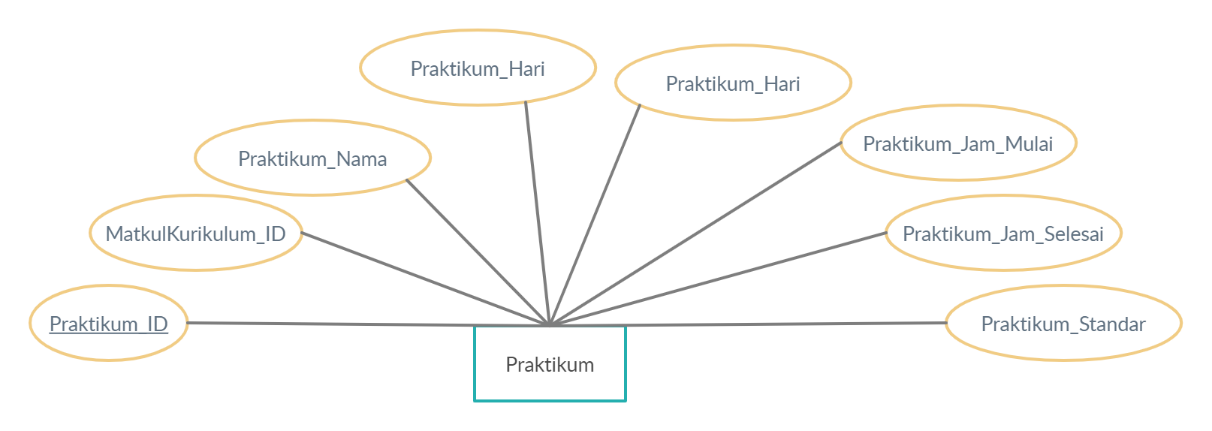 Praktikum_Hari
Praktikum_Hari
Praktikum_Nama
Praktikum_Jam_Mulai
MatkulKurikulum_ID
Praktikum_Jam_Selesai
Praktikum_ID
Praktikum_Standar
Praktikum